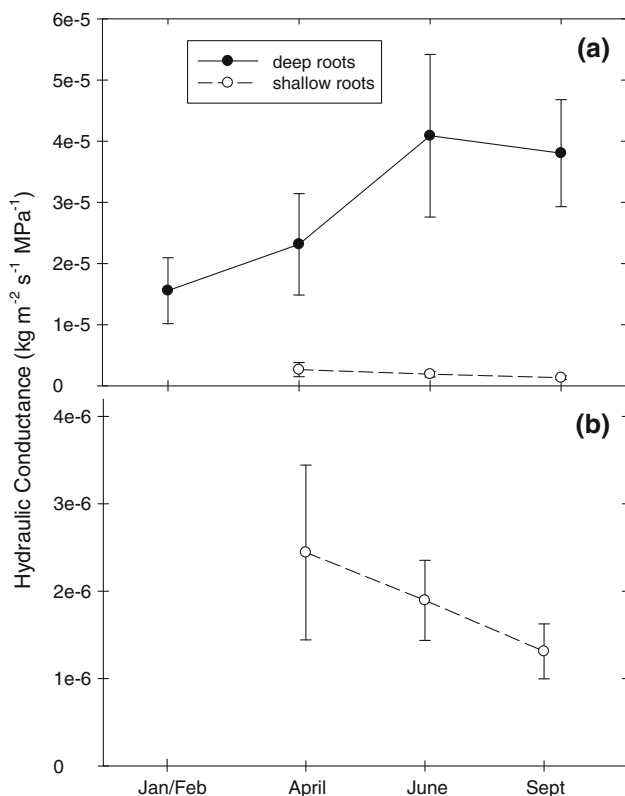 Hydraulic Conductance (kg m⁻² s⁻¹ MPa⁻¹)
(a)
deep roots
shallow roots
6e-5
5e-5
4e-5
3e-5
2e-5
1e-5
0
(b)
4e-6
3e-6
2e-6
1e-6
0
Jan/Feb April June Sept